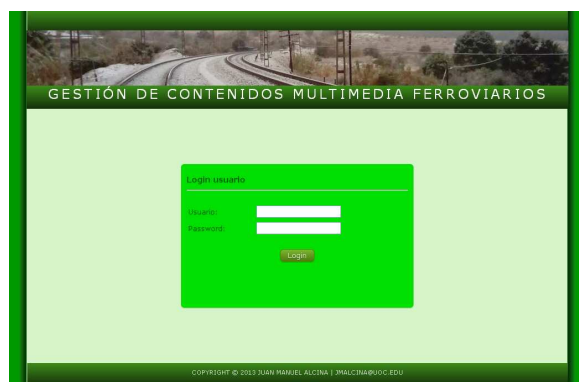 GESTIÓN DE CONTENIDOS MULTIMEDIA FERROVIARIOS
Login usuario
Usuario:
Password:
Login
COPYRIGHT © 2013 JUAN MANUEL ALCINA | JMALCINA@UOC.EDU